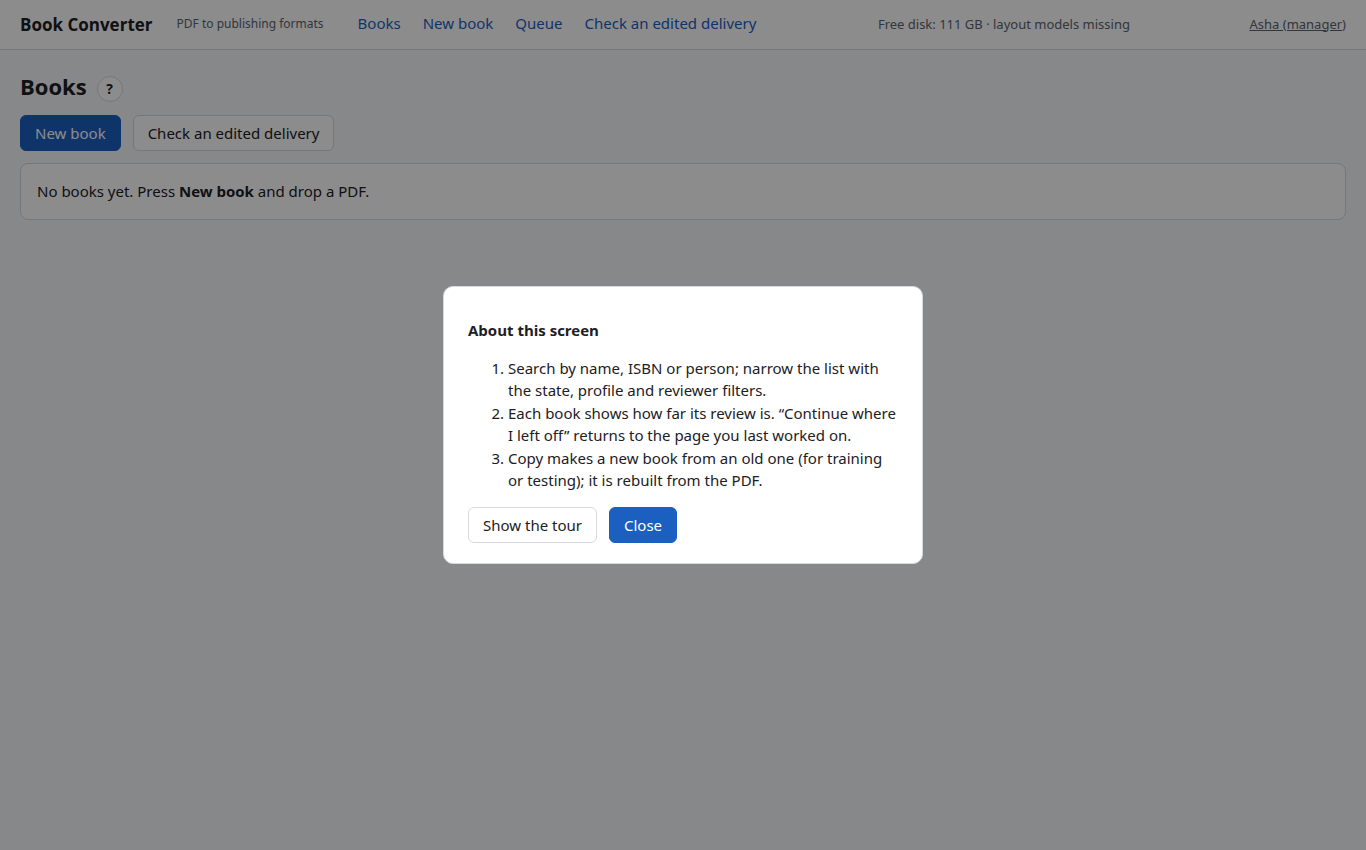 Book Converter PDF to publishing formats Books New book Queue Check an edited delivery Free disk: 111 GB · layout models missing Asha (manager)
Books ?
New book Check an edited delivery
No books yet. Press New book and drop a PDF.
About this screen
1. Search by name, ISBN or person; narrow the list with
the state, profile and reviewer filters.
2. Each book shows how far its review is. “Continue where
I left off” returns to the page you last worked on.
3. Copy makes a new book from an old one (for training
or testing); it is rebuilt from the PDF.
Show the tour Close